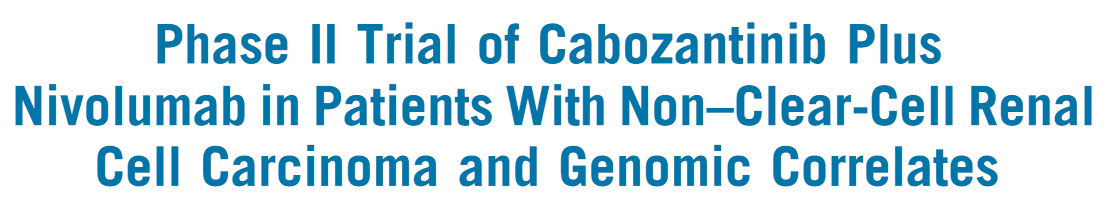 Phase II Trial of Cabozantinib Plus
Nivolumab in Patients With Non–Clear-Cell Renal
Cell Carcinoma and Genomic Correlates